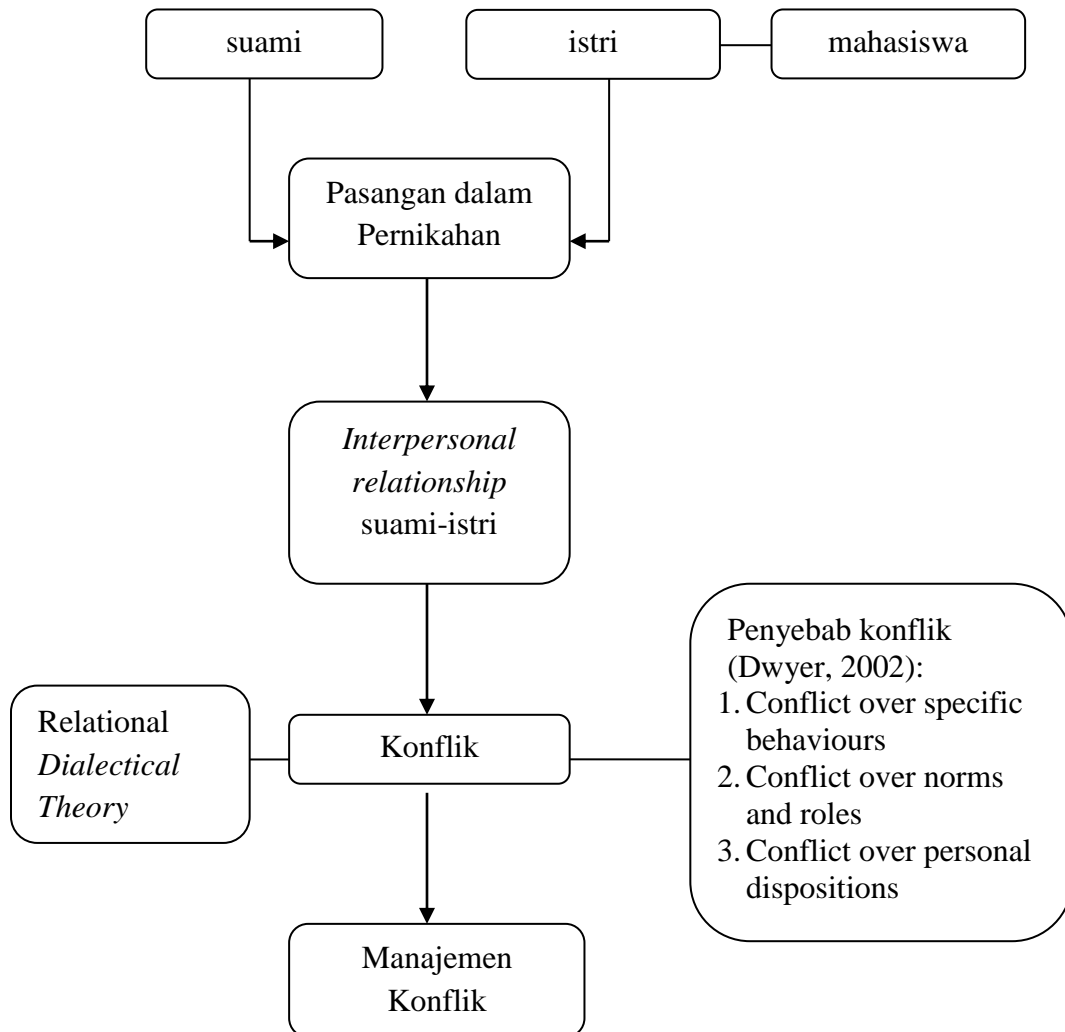 suami
istri
mahasiswa
Pasangan dalam
Pernikahan
Interpersonal
relationship
suami-istri
Penyebab konflik
(Dwyer, 2002):
1. Conflict over specific
behaviours
2. Conflict over norms
and roles
3. Conflict over personal
dispositions
Relational
Dialectical
Theory
Konflik
Manajemen
Konflik